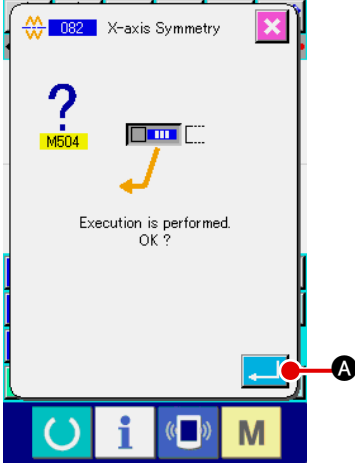 082 X-axis Symmetry
M504
Execution is performed.
OK ?
A
i
M